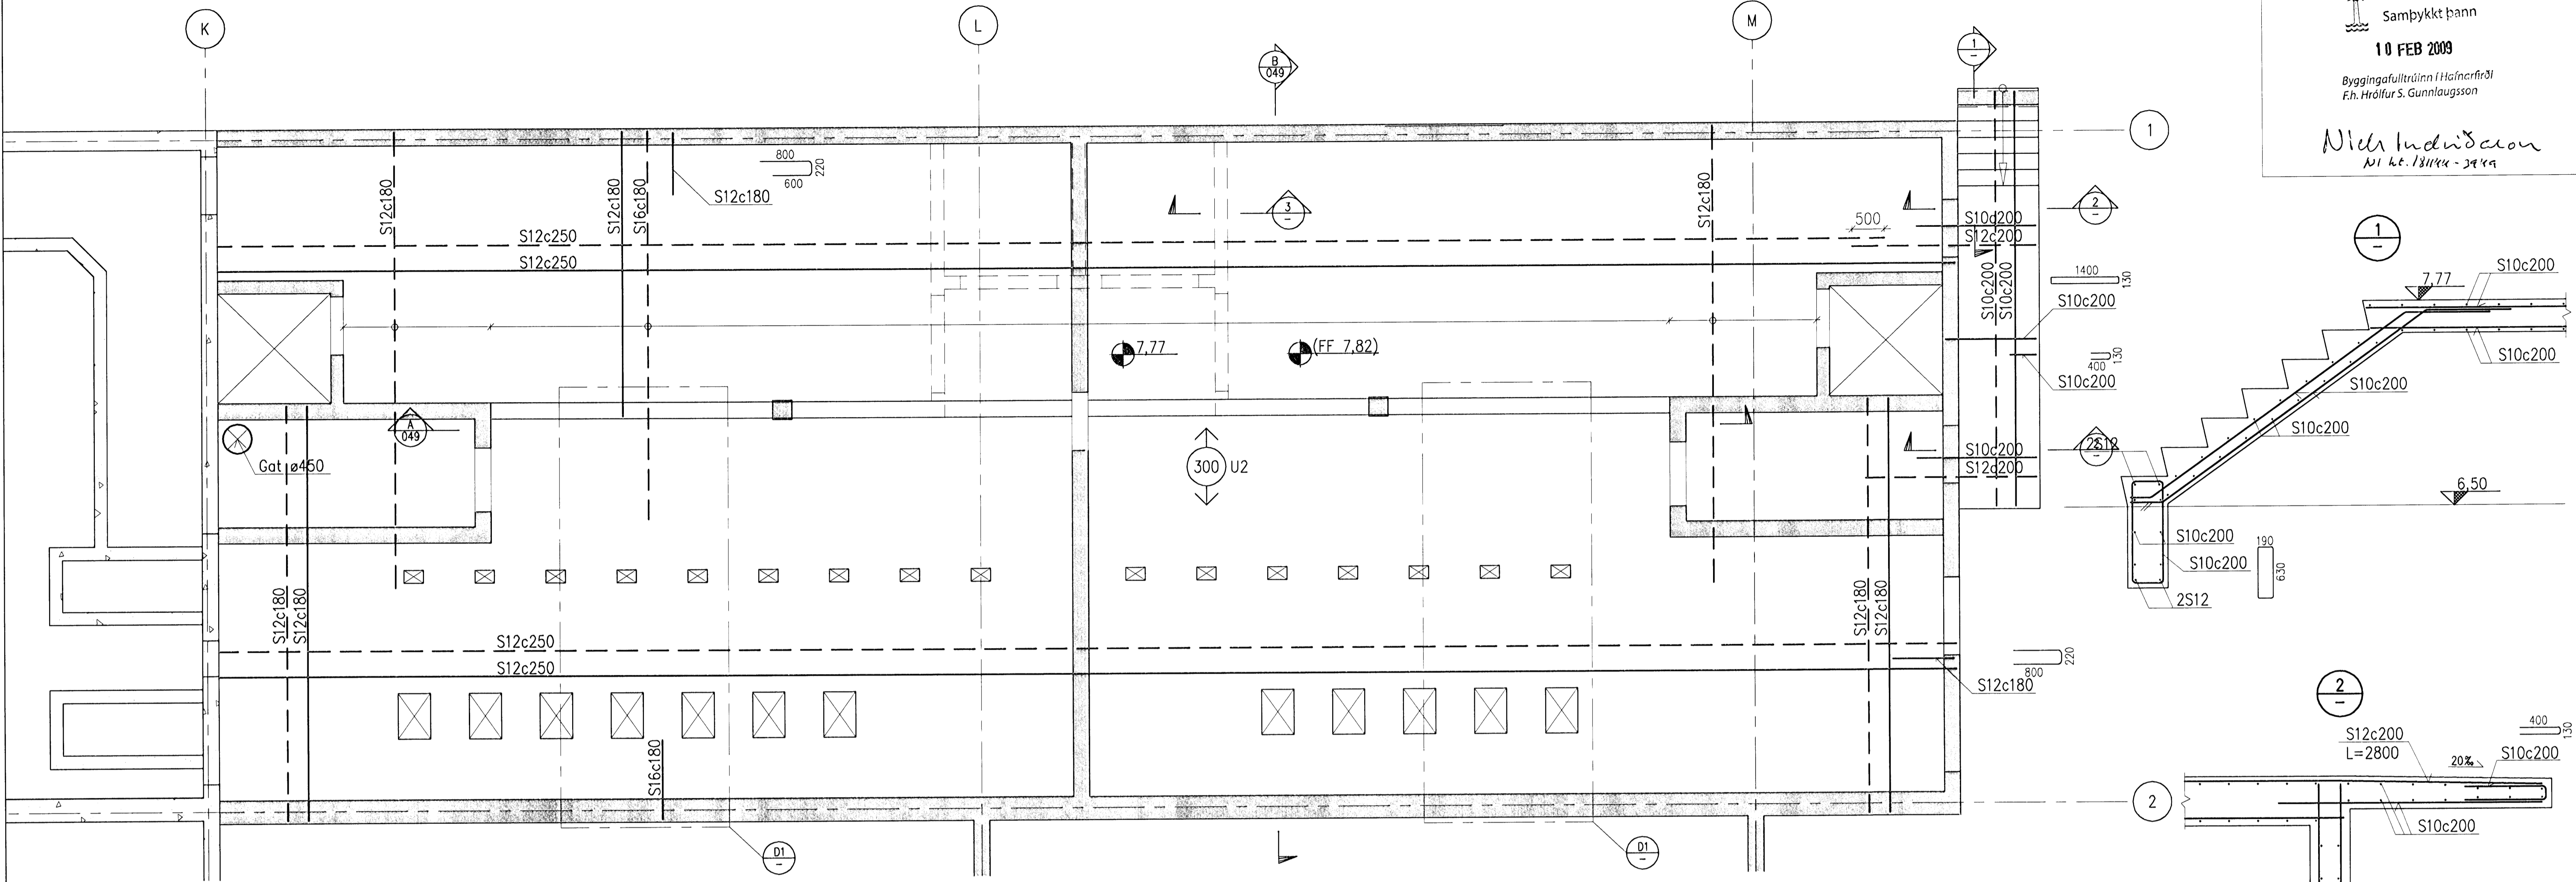 K
L
M
B
049
1
-
Samþykkt þann
10 FEB 2009
Byggingafulltrúinn í Hafnarfirði
F.h. Hrólfur S. Gunnlaugsson
1
800
600
220
S12c180
S12c180
S12c180
S16c180
S12c180
3
-
2
-
500
S10c200
S12c200
S12c250
S12c250
S10c200
S10c200
1400
130
S10c200
400
130
S10c200
7,77
(FF 7,82)
A
049
Gat ø450
300
U2
S10c200
S12c200
2
-
S12c180
S12c180
S12c180
S12c180
S12c250
S12c250
220
800
S12c180
S16c180
D1
-
D1
-
2
1
-
7,77
S10c200
S10c200
S10c200
S10c200
2S12
6,50
S10c200
S10c200
190
630
2S12
2
-
S12c200
L=2800
20‰
S10c200
400
130
S10c200